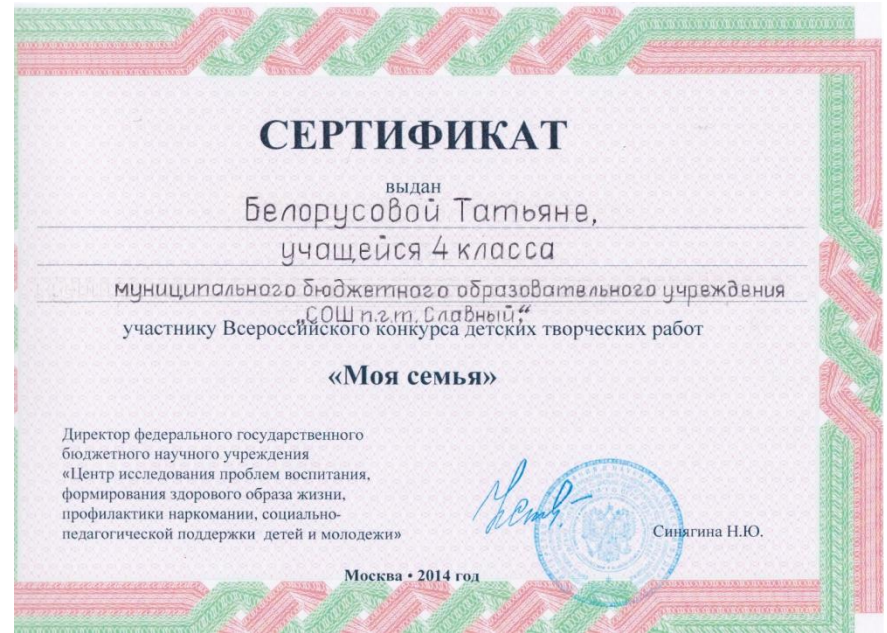 СЕРТИФИКАТ
выдан
Белорусовой Татьяне,
учащейся 4 класса
муниципального бюджетного образовательного учреждения
„СОШ п.г.т. Славный“,
участнику Всероссийского конкурса детских творческих работ
«Моя семья»
Директор федерального государственного
бюджетного научного учреждения
«Центр исследования проблем воспитания,
формирования здорового образа жизни,
профилактики наркомании, социально-
педагогической поддержки детей и молодежи»
Синягина Н.Ю.
Москва • 2014 год